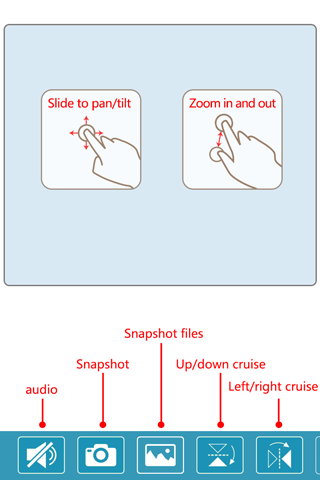 Slide to pan/tilt
Zoom in and out
Snapshot files
Snapshot
Up/down cruise
audio
Left/right cruise